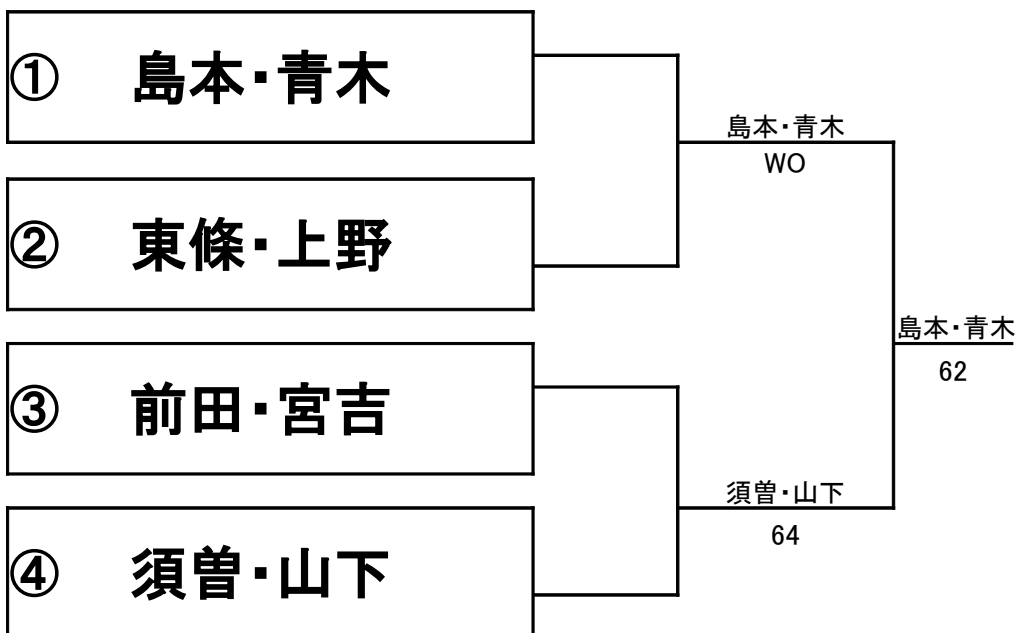 ① 島本・青木
② 東條・上野
③ 前田・宮吉
④ 須曽・山下
島本・青木
WO
須曽・山下
64
島本・青木
62